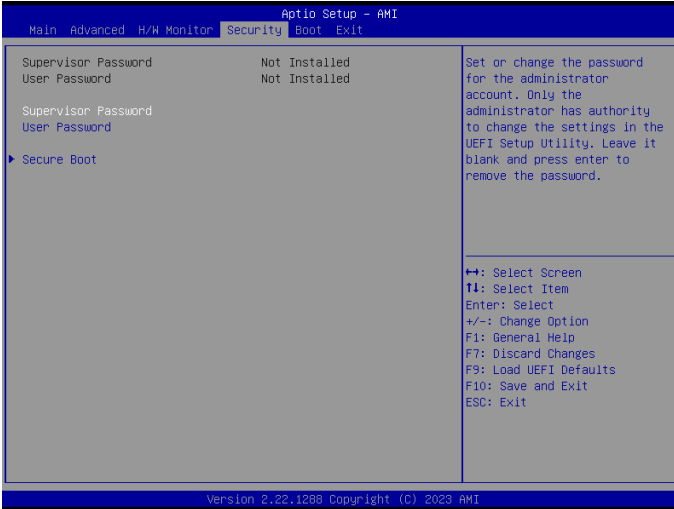 Aptio Setup - AMI
Main Advanced H/W Monitor Security Boot Exit
Supervisor Password Not Installed
User Password Not Installed
Supervisor Password
User Password
Secure Boot
Set or change the password
for the administrator
account. Only the
administrator has authority
to change the settings in the
UEFI Setup Utility. Leave it
blank and press enter to
remove the password.
↔: Select Screen
↑↓: Select Item
Enter: Select
+/-: Change Option
F1: General Help
F7: Discard Changes
F9: Load UEFI Defaults
F10: Save and Exit
ESC: Exit
Version 2.22.1288 Copyright (C) 2023 AMI